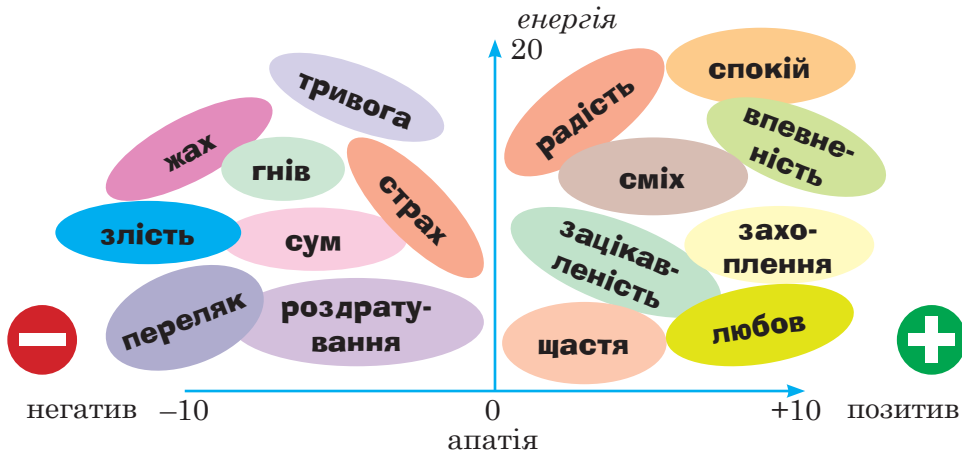 енергія
20
тривога
жах
гнів
страх
злість
сум
переляк
роздрату-
вання
радість
спокій
впевне-
ність
сміх
зацікав-
леність
захо-
плення
щастя
любов
негатив
–10
0
+10
позитив
апатія